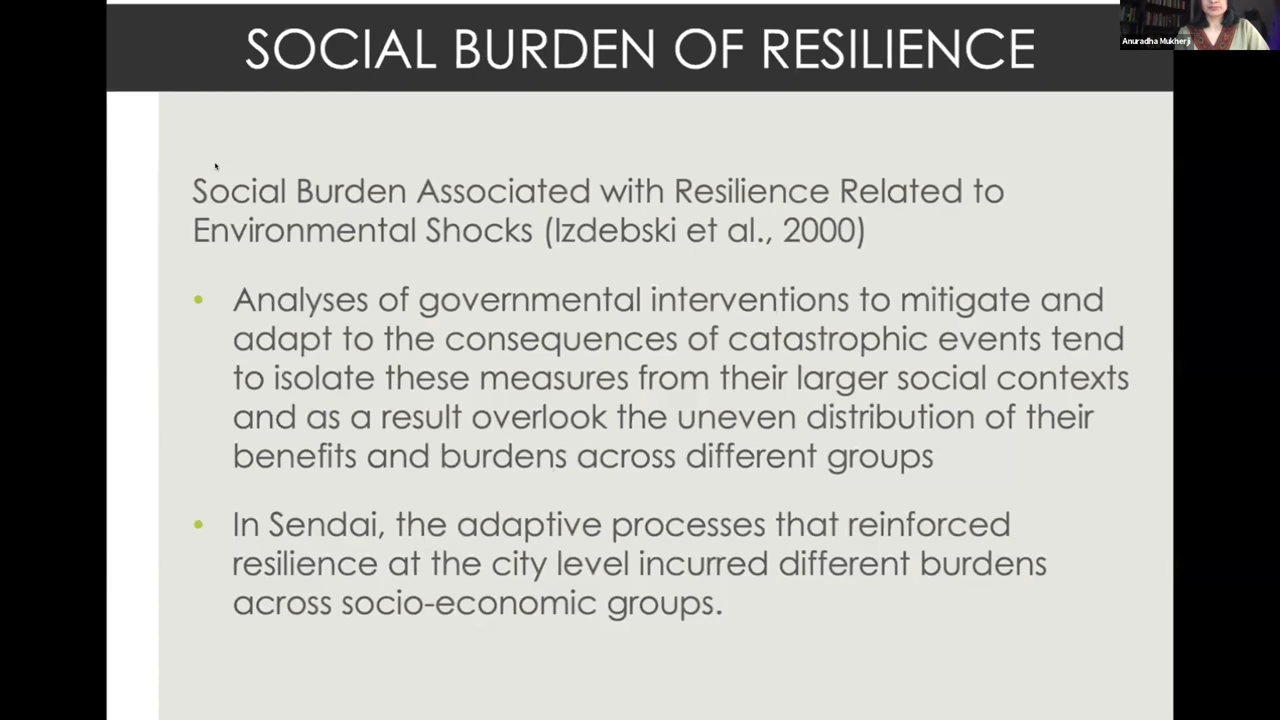 SOCIAL BURDEN OF RESILIENCE
Anuradha Mukherji
Social Burden Associated with Resilience Related to
Environmental Shocks (Izdebski et al., 2000)
• Analyses of governmental interventions to mitigate and
adapt to the consequences of catastrophic events tend
to isolate these measures from their larger social contexts
and as a result overlook the uneven distribution of their
benefits and burdens across different groups
• In Sendai, the adaptive processes that reinforced
resilience at the city level incurred different burdens
across socio-economic groups.